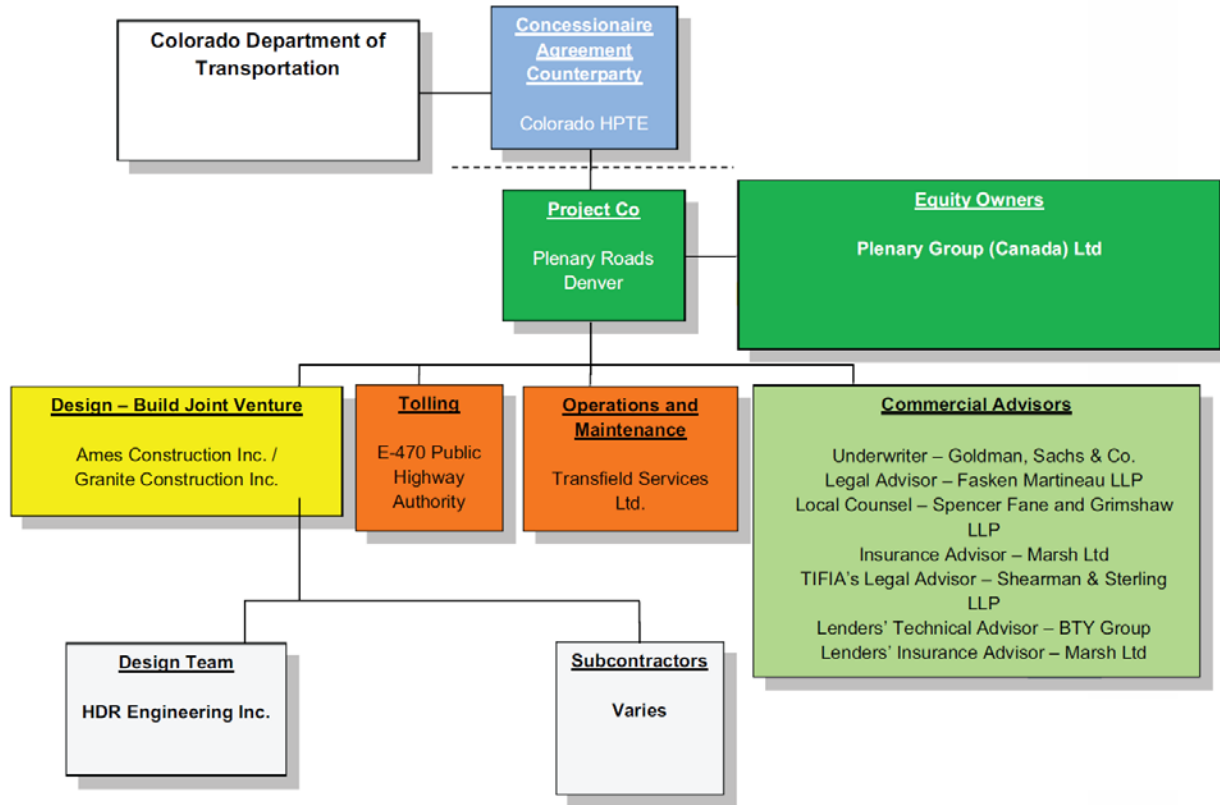 Colorado Department of
Transportation
Concessionaire
Agreement
Counterparty
Colorado HPTE
Project Co
Plenary Roads
Denver
Equity Owners
Plenary Group (Canada) Ltd
Design – Build Joint Venture
Ames Construction Inc. /
Granite Construction Inc.
Tolling
E-470 Public
Highway
Authority
Operations and
Maintenance
Transfield Services
Ltd.
Commercial Advisors
Underwriter – Goldman, Sachs & Co.
Legal Advisor – Fasken Martineau LLP
Local Counsel – Spencer Fane and Grimshaw
LLP
Insurance Advisor – Marsh Ltd
TIFIA's Legal Advisor – Shearman & Sterling
LLP
Lenders' Technical Advisor – BTY Group
Lenders' Insurance Advisor – Marsh Ltd
Design Team
HDR Engineering Inc.
Subcontractors
Varies